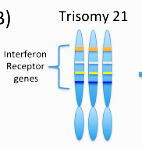 B)
Trisomy 21
Interferon
Receptor
genes